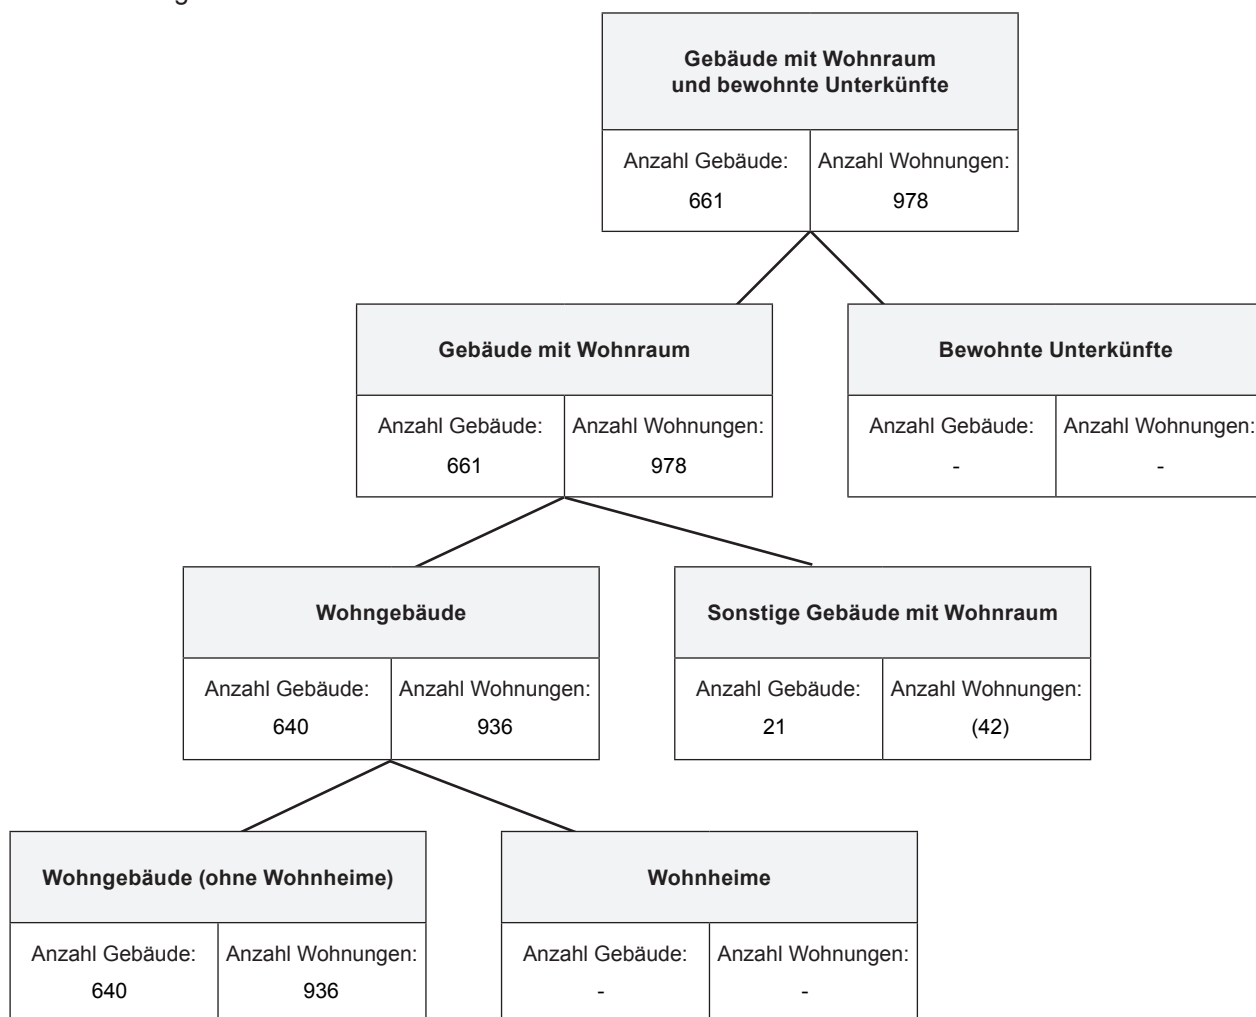 Gebäude mit Wohnraum
und bewohnte Unterkünfte
Anzahl Gebäude: Anzahl Wohnungen:
661 978
Gebäude mit Wohnraum
Anzahl Gebäude: Anzahl Wohnungen:
661 978
Bewohnte Unterkünfte
Anzahl Gebäude: Anzahl Wohnungen:
- -
Wohngebäude
Anzahl Gebäude: Anzahl Wohnungen:
640 936
Sonstige Gebäude mit Wohnraum
Anzahl Gebäude: Anzahl Wohnungen:
21 (42)
Wohngebäude (ohne Wohnheime)
Anzahl Gebäude: Anzahl Wohnungen:
640 936
Wohnheime
Anzahl Gebäude: Anzahl Wohnungen:
- -